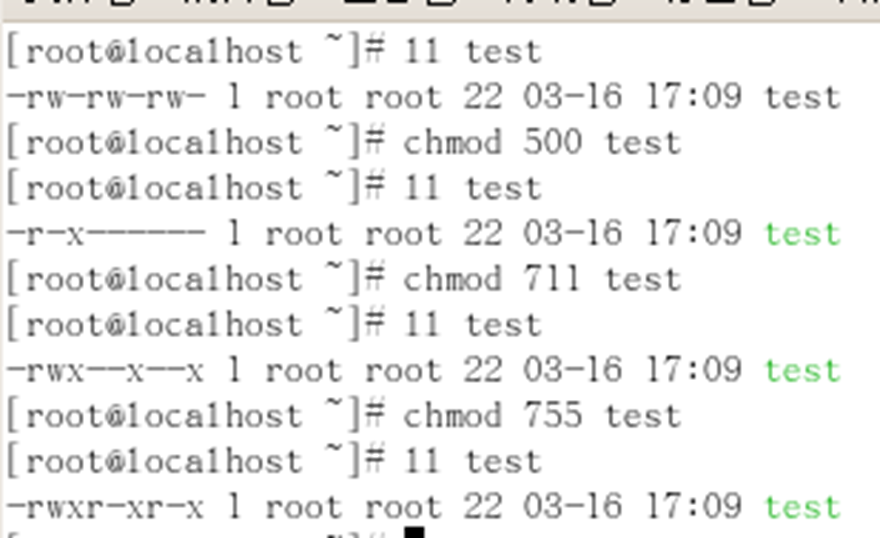 [root@localhost ~]# ll test
-rw-rw-rw- 1 root root 22 03-16 17:09 test
[root@localhost ~]# chmod 500 test
[root@localhost ~]# ll test
-r-x------ 1 root root 22 03-16 17:09 test
[root@localhost ~]# chmod 711 test
[root@localhost ~]# ll test
-rwx--x--x 1 root root 22 03-16 17:09 test
[root@localhost ~]# chmod 755 test
[root@localhost ~]# ll test
-rwxr-xr-x 1 root root 22 03-16 17:09 test